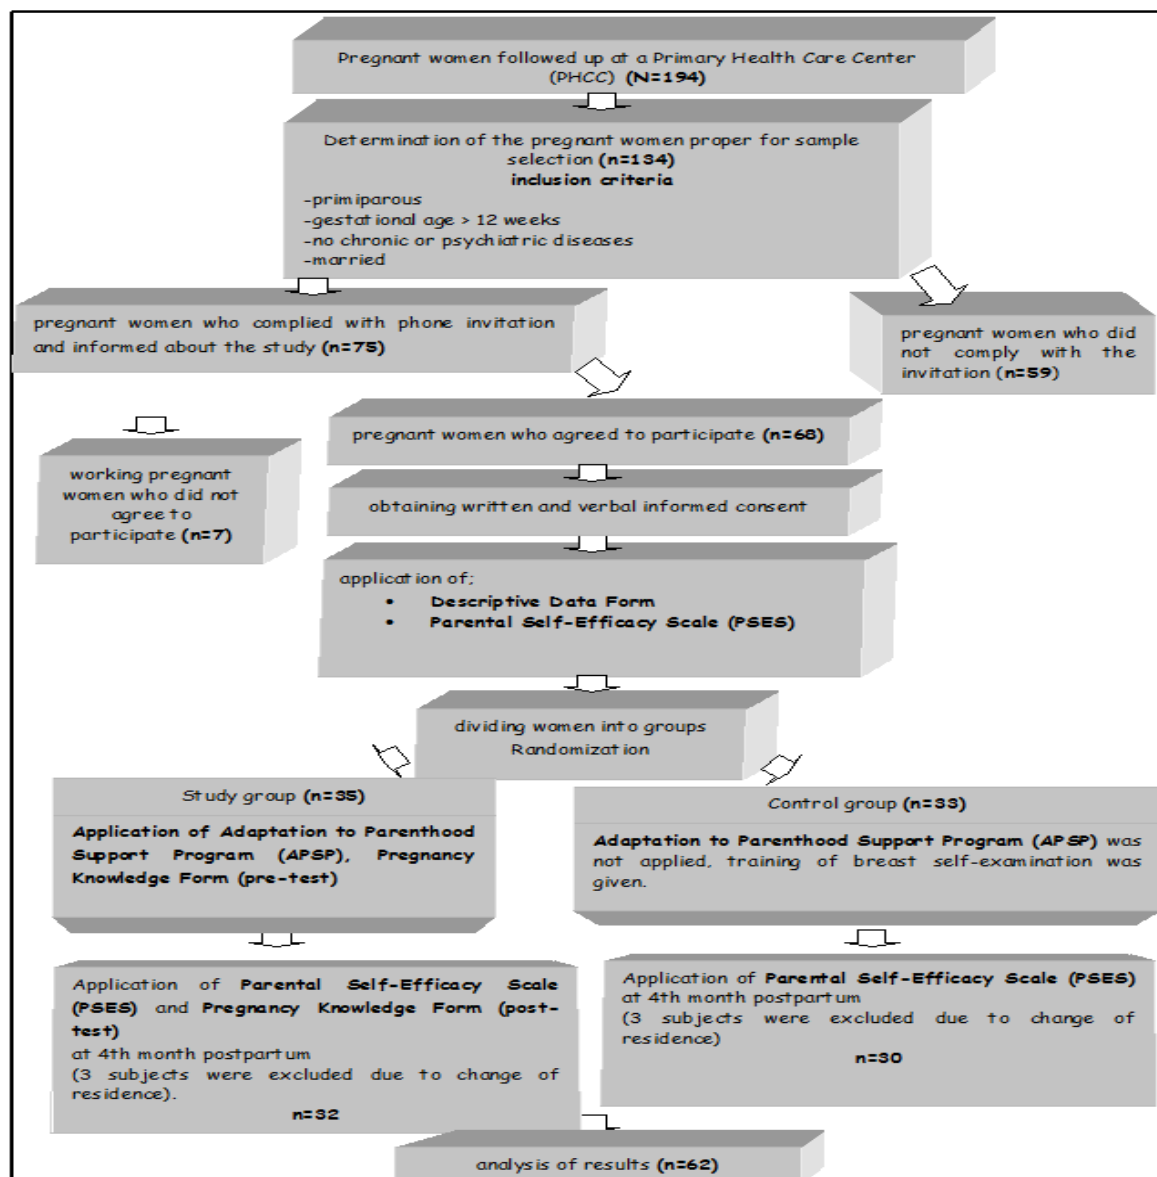 Pregnant women followed up at a Primary Health Care Center
(PHCC) (N=194)
Determination of the pregnant women proper for sample
selection (n=134)
inclusion criteria
-primiparous
-gestational age > 12 weeks
-no chronic or psychiatric diseases
-married
pregnant women who complied with phone invitation
and informed about the study (n=75)
pregnant women who did
not comply with the
invitation (n=59)
pregnant women who agreed to participate (n=68)
working pregnant
women who did not
agree to
participate (n=7)
obtaining written and verbal informed consent
application of;
• Descriptive Data Form
• Parental Self-Efficacy Scale (PSES)
dividing women into groups
Randomization
Study group (n=35)
Application of Adaptation to Parenthood
Support Program (APSP), Pregnancy
Knowledge Form (pre-test)
Control group (n=33)
Adaptation to Parenthood Support Program (APSP) was
not applied, training of breast self-examination was
given.
Application of Parental Self-Efficacy Scale
(PSES) and Pregnancy Knowledge Form (post-
test)
at 4th month postpartum
(3 subjects were excluded due to change of
residence).
n=32
Application of Parental Self-Efficacy Scale (PSES)
at 4th month postpartum
(3 subjects were excluded due to change of
residence)
n=30
analysis of results (n=62)